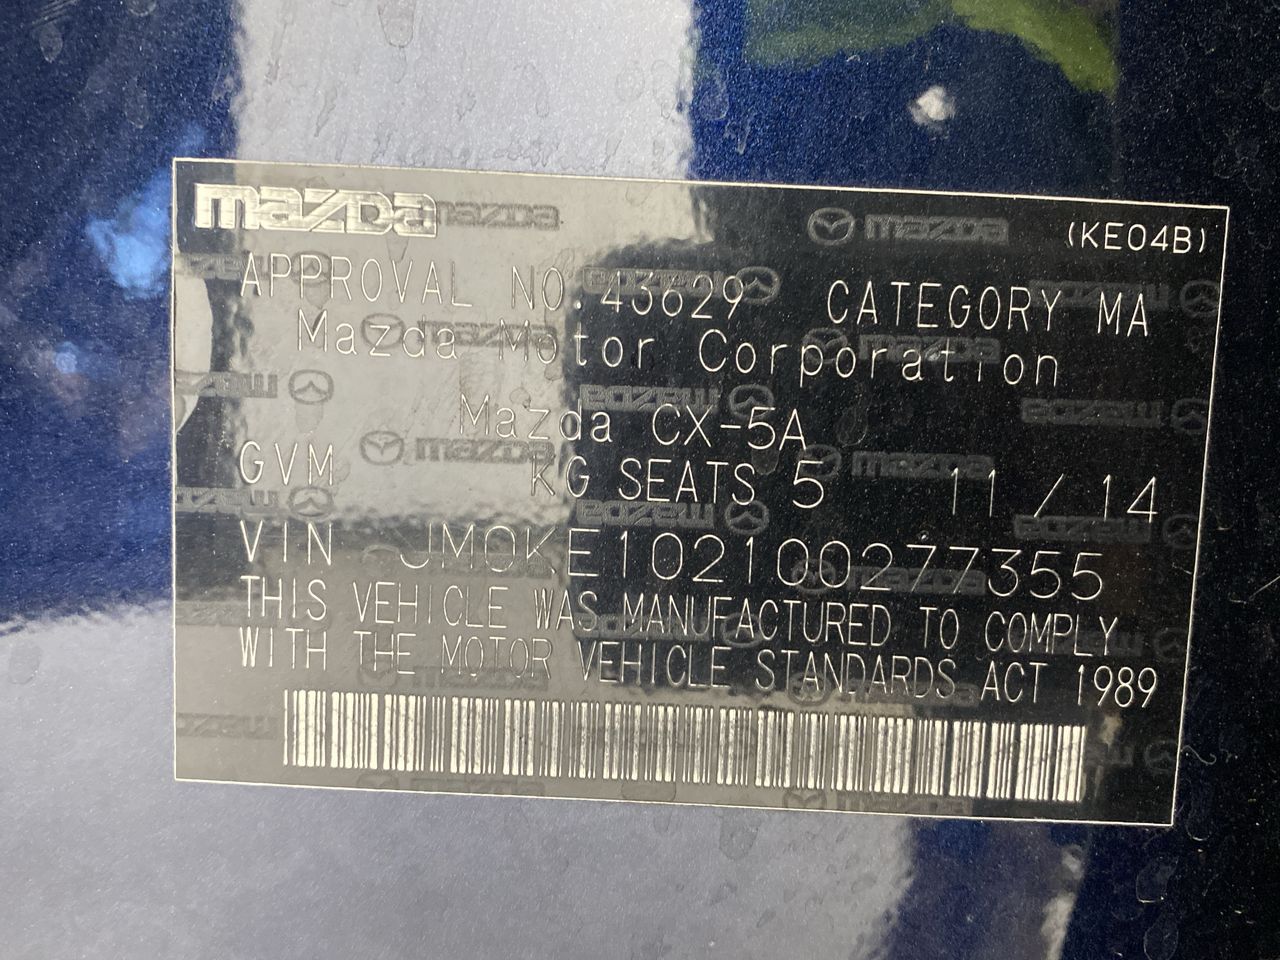 mazda (KE04B)
APPROVAL NO. 43629 CATEGORY MA
Mazda Motor Corporation
Mazda CX-5A
GVM KG SEATS 5 11 / 14
VIN JM0KE102100277355
THIS VEHICLE WAS MANUFACTURED TO COMPLY
WITH THE MOTOR VEHICLE STANDARDS ACT 1989